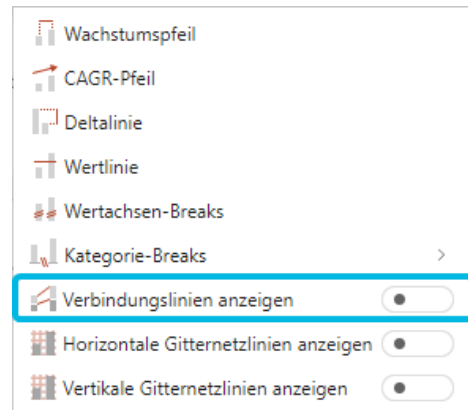 Wachstumspfeil
CAGR-Pfeil
Deltalinie
Wertlinie
Wertachsen-Breaks
Kategorie-Breaks
Verbindungslinien anzeigen
Horizontale Gitternetzlinien anzeigen
Vertikale Gitternetzlinien anzeigen